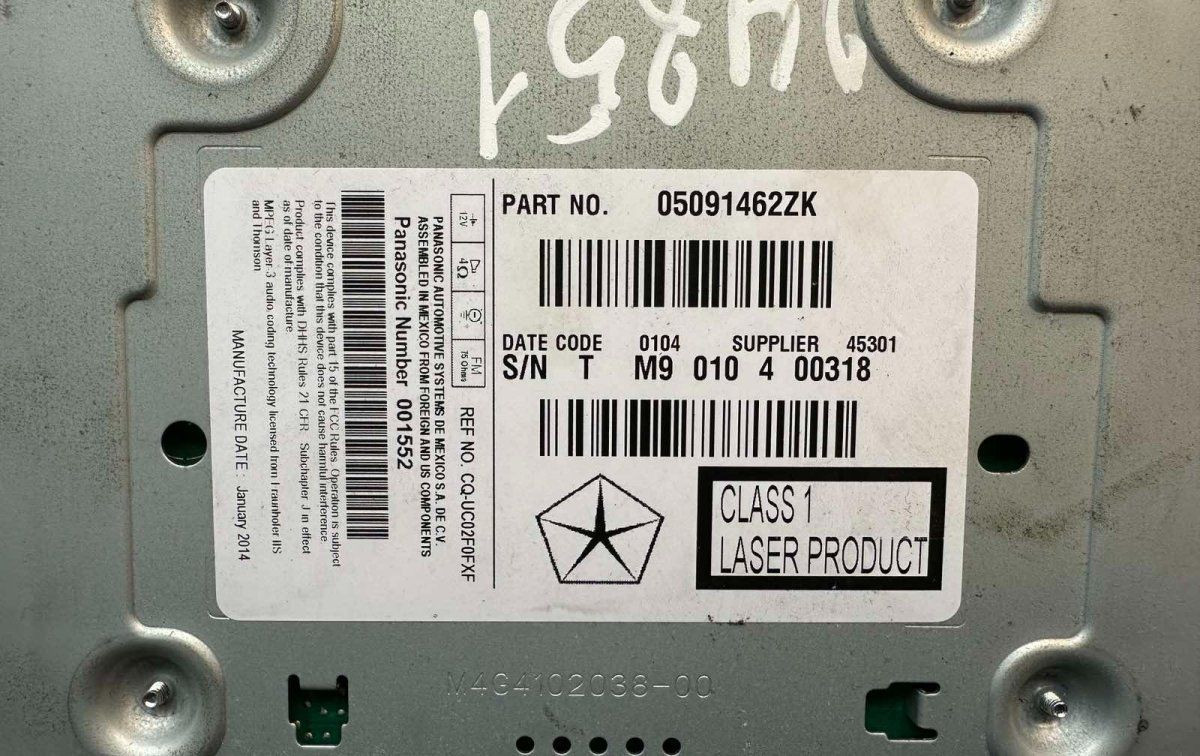 PART NO. 05091462ZK
DATE CODE 0104 SUPPLIER 45301
S/N T M9 010 4 00318
CLASS 1
LASER PRODUCT
12V
4Ω
FM
75 Ohms
REF NO. CQ-UC02F0FXF
PANASONIC AUTOMOTIVE SYSTEMS DE MEXICO S.A. DE C.V.
ASSEMBLED IN MEXICO FROM FOREIGN AND US COMPONENTS
Panasonic Number 001552
This device complies with part 15 of the FCC Rules. Operation is subject
to the condition that this device does not cause harmful interference.
Product complies with DHHS Rules 21 CFR. Subchapter J in effect
as of date of manufacture.
MPEG Layer-3 audio coding technology licensed from Fraunhofer IIS
and Thomson
MANUFACTURE DATE : January 2014
M4G4102038-00